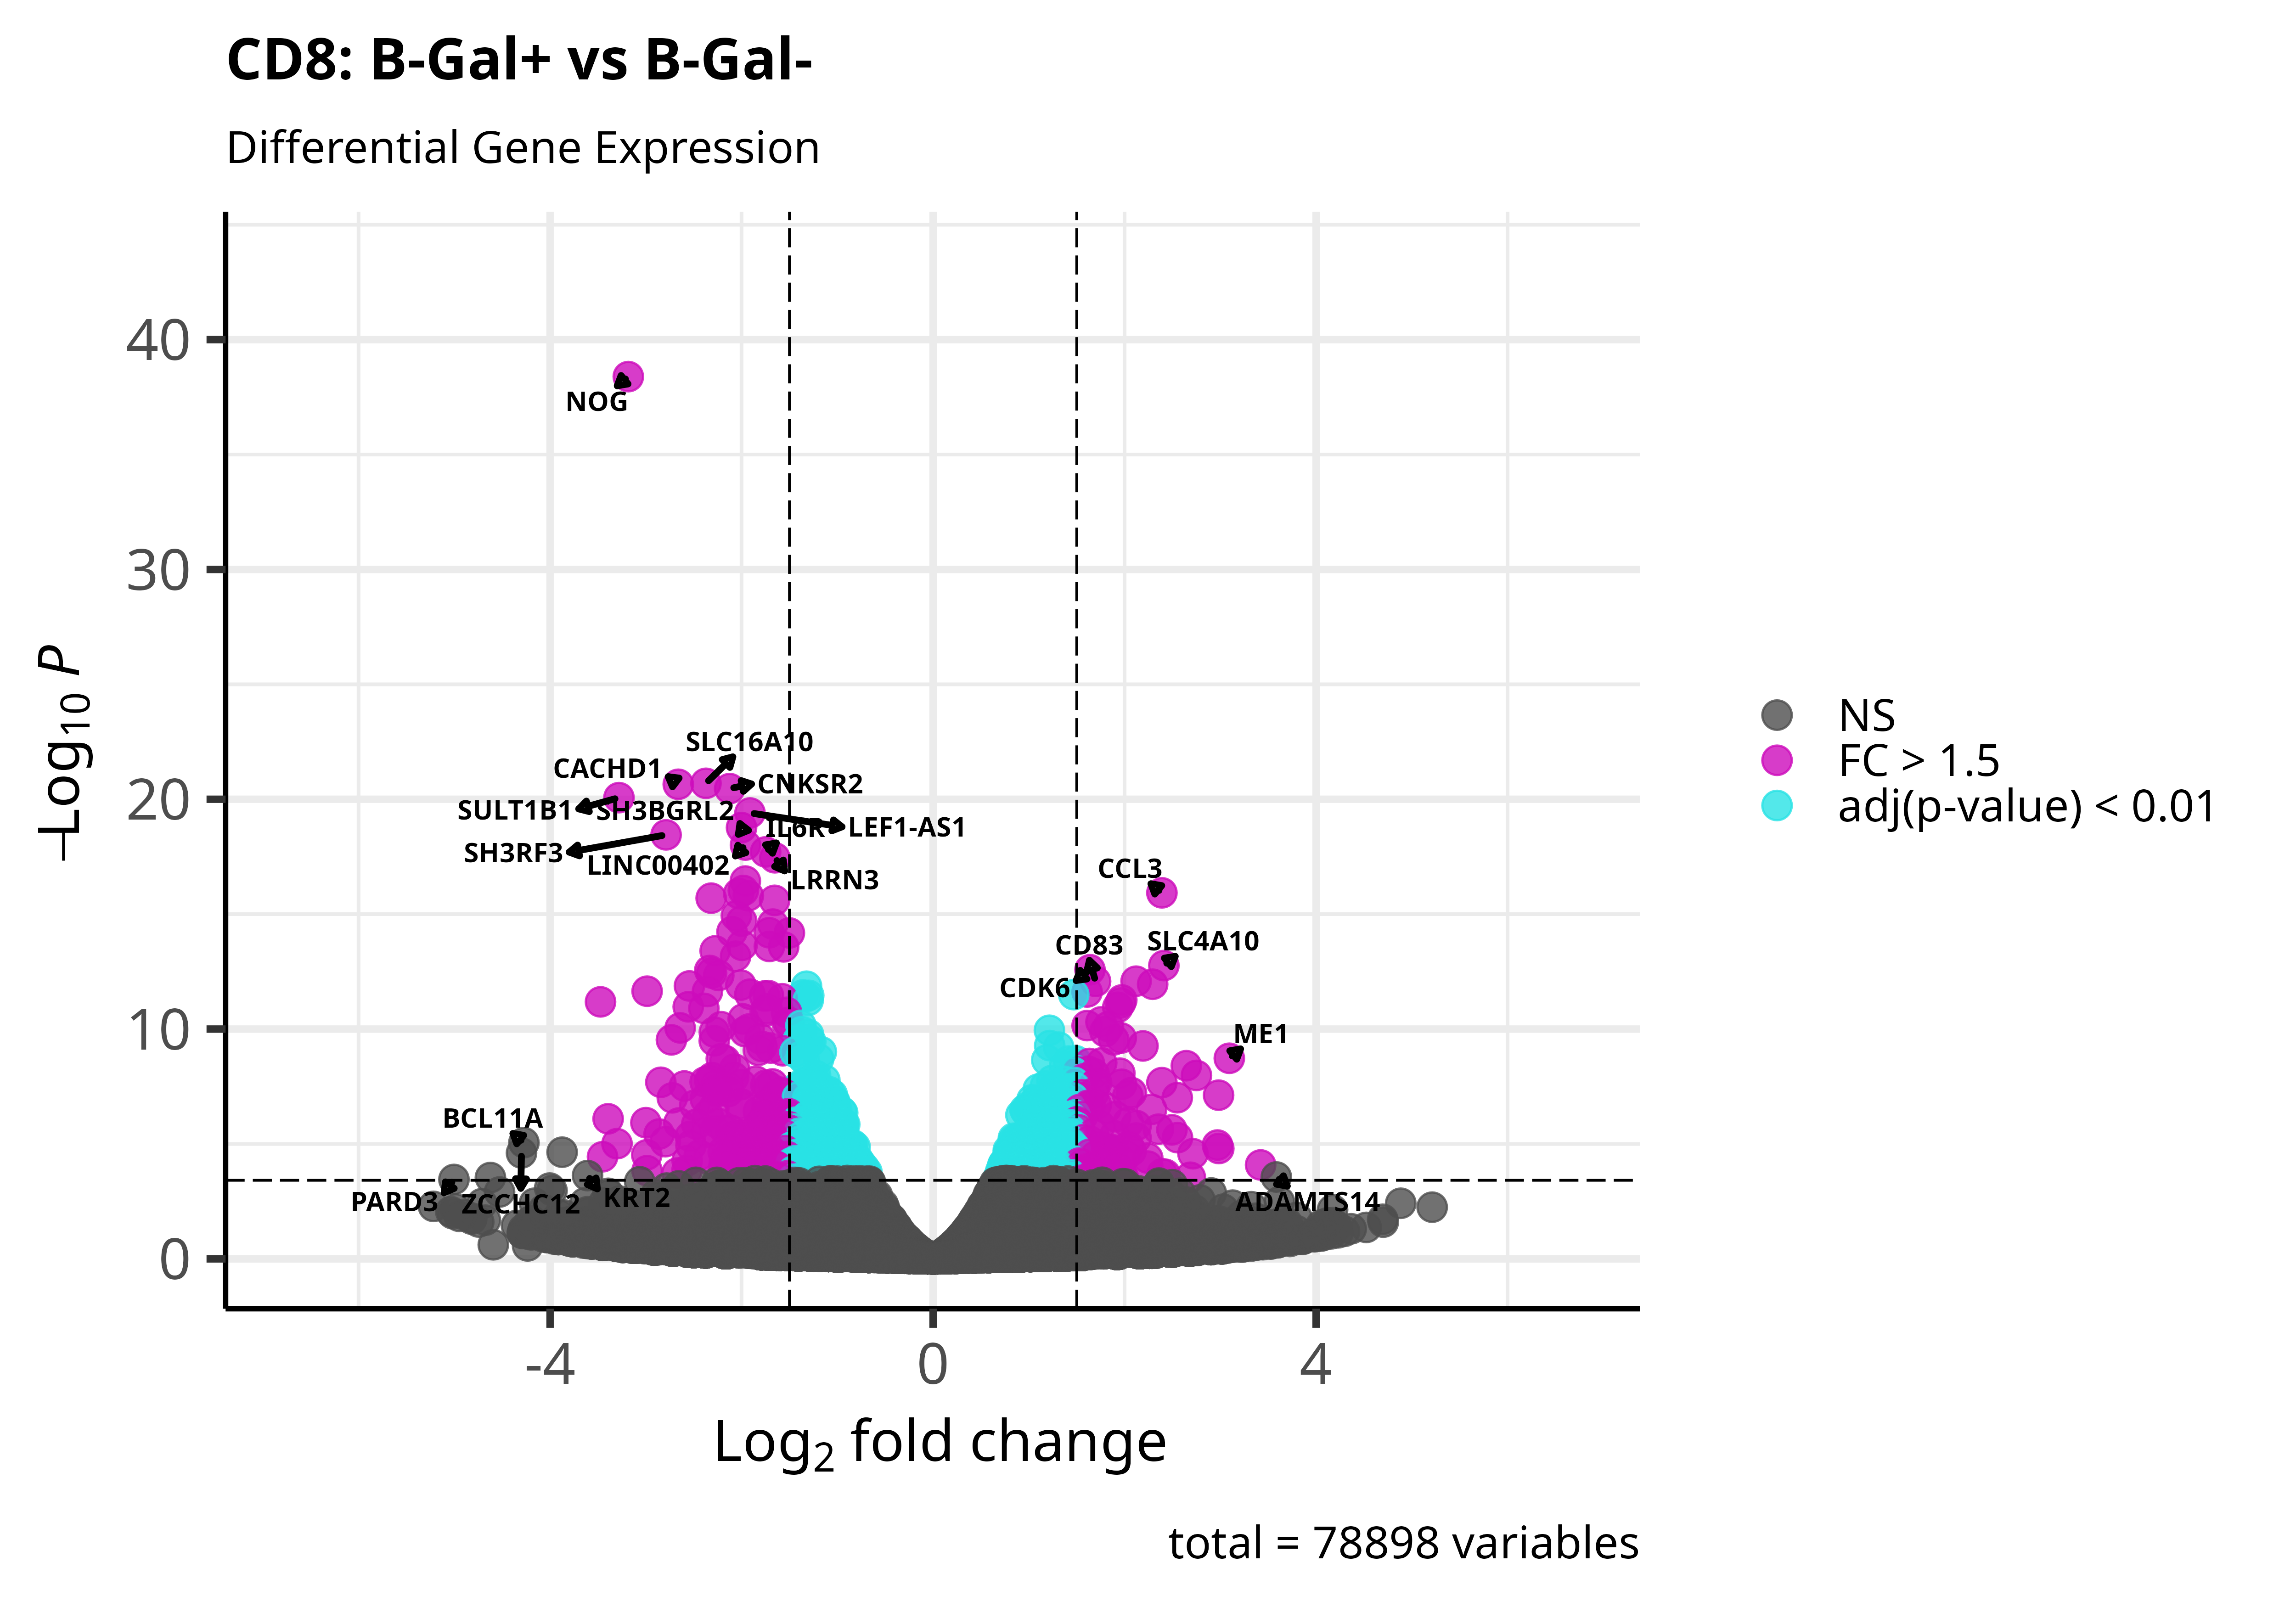 CD8: B-Gal+ vs B-Gal-
Differential Gene Expression
−Log10 P
40
30
20
10
0
NOG
SLC16A10
CACHD1
CNKSR2
SULT1B1
SH3BGRL2
IL6R
LEF1-AS1
SH3RF3
LINC00402
LRRN3
CCL3
CD83
SLC4A10
CDK6
ME1
BCL11A
PARD3
ZCCHC12
KRT2
ADAMTS14
NS
FC > 1.5
adj(p-value) < 0.01
-4
0
4
Log2 fold change
total = 78898 variables